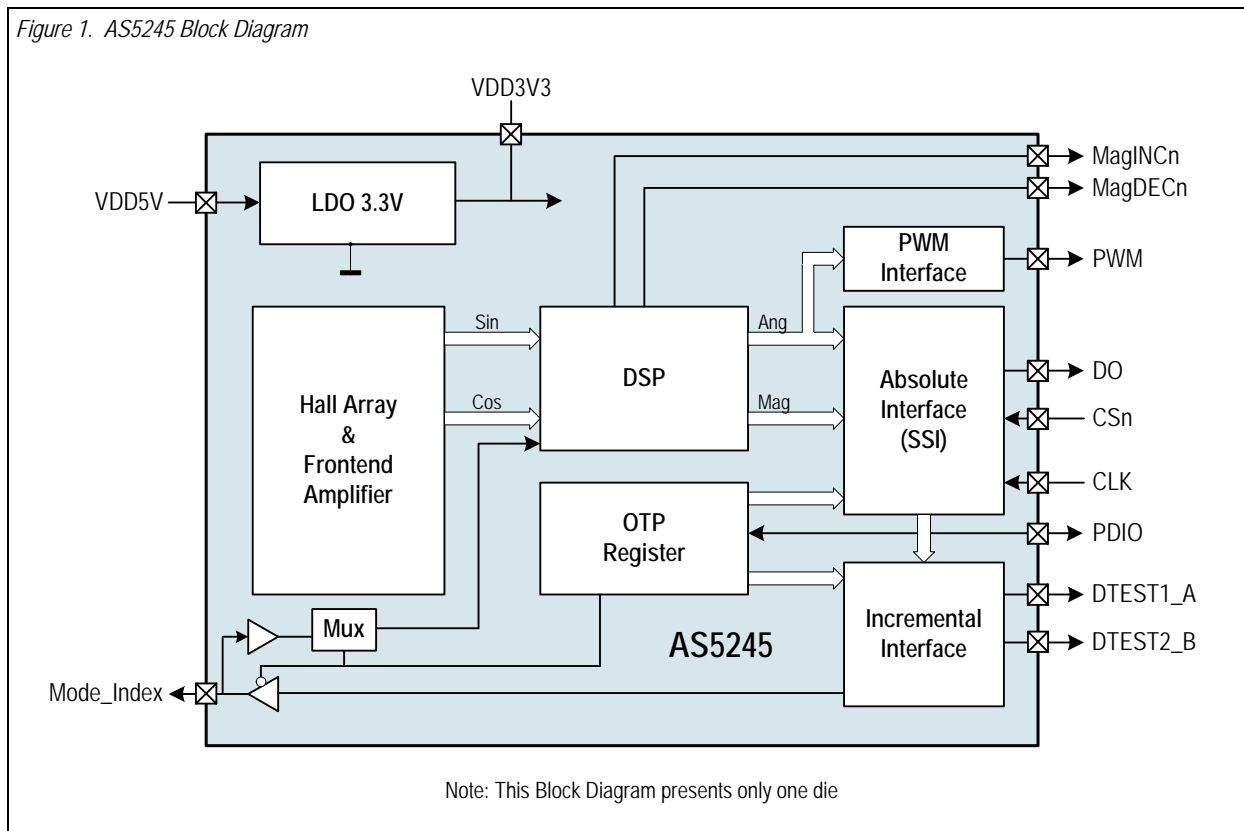 Figure 1. AS5245 Block Diagram
VDD3V3
VDD5V
LDO 3.3V
MagINCn
MagDECn
PWM
Interface
PWM
Hall Array
&
Frontend
Amplifier
Sin
Cos
DSP
Ang
Mag
Absolute
Interface
(SSI)
DO
CSn
CLK
OTP
Register
PDIO
Incremental
Interface
DTEST1_A
DTEST2_B
Mux
AS5245
Mode_Index
Note: This Block Diagram presents only one die